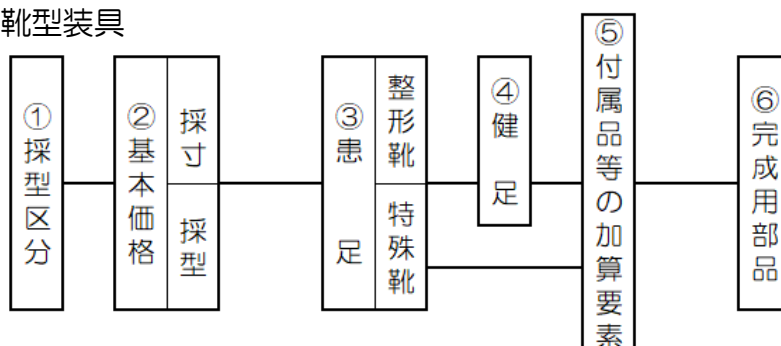 靴型装具
①採型区分
②基本価格
採寸
採型
③患足
整形靴
特殊靴
④健足
⑤付属品等の加算要素
⑥完成用部品